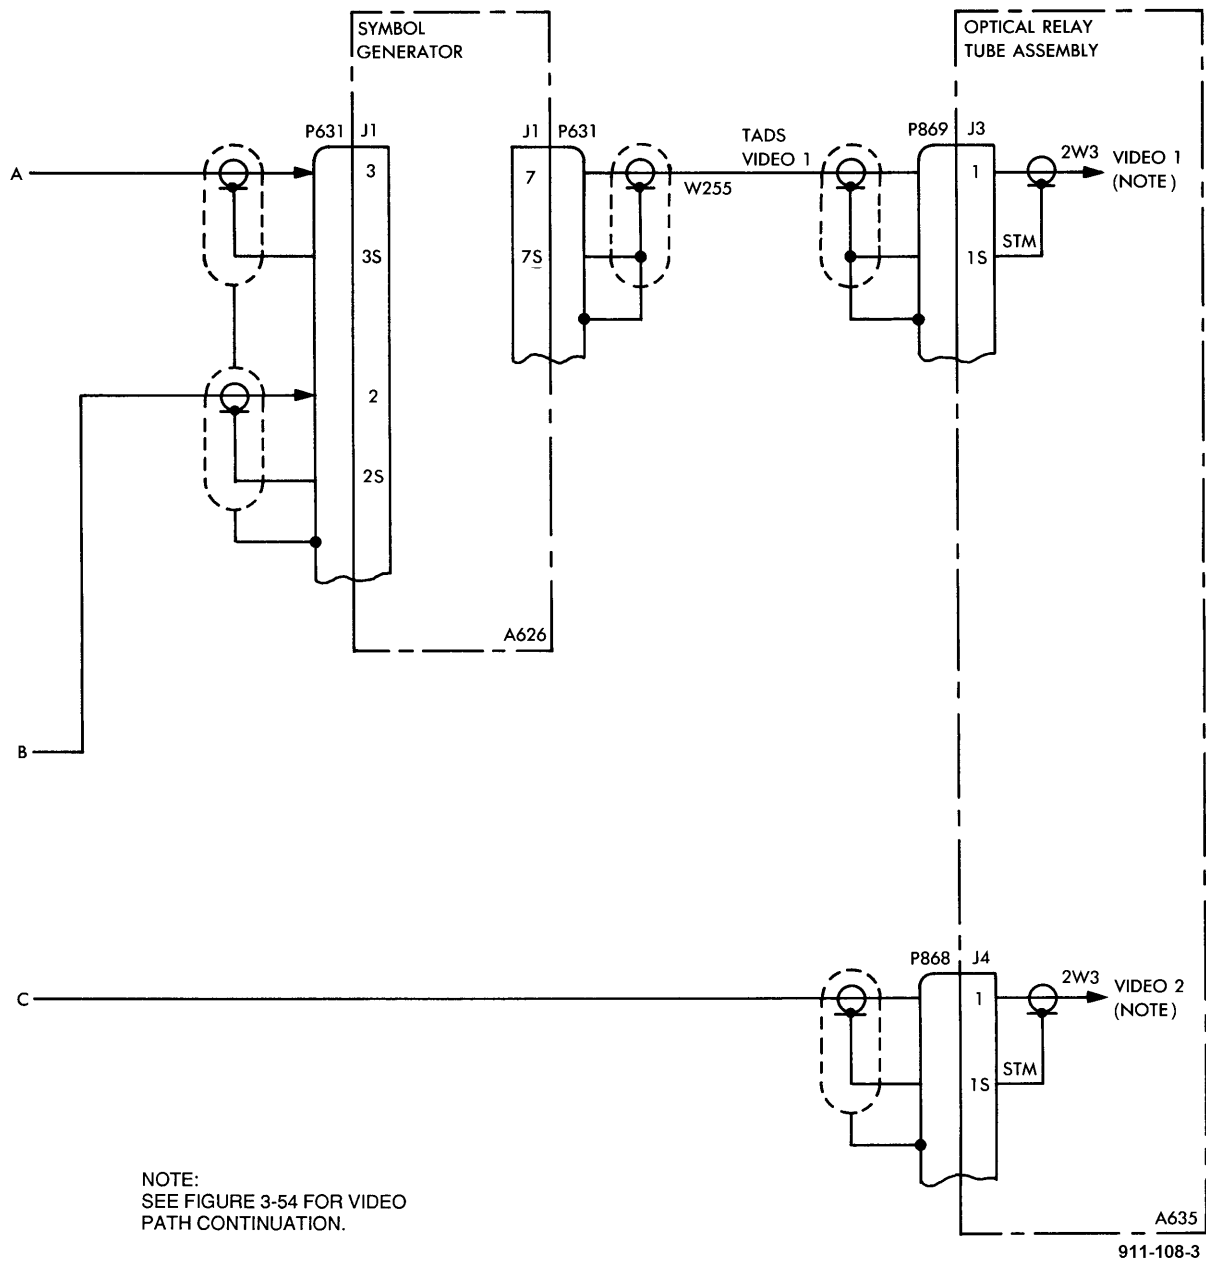 SYMBOL
GENERATOR
OPTICAL RELAY
TUBE ASSEMBLY
P631 J1
J1 P631
TADS
VIDEO 1
P869 J3
2W3
VIDEO 1
(NOTE)
A
3
7
W255
1
3S
7S
1S
STM
2
2S
A626
B
P868 J4
2W3
VIDEO 2
(NOTE)
C
1
1S
STM
NOTE:
SEE FIGURE 3-54 FOR VIDEO
PATH CONTINUATION.
A635
911-108-3